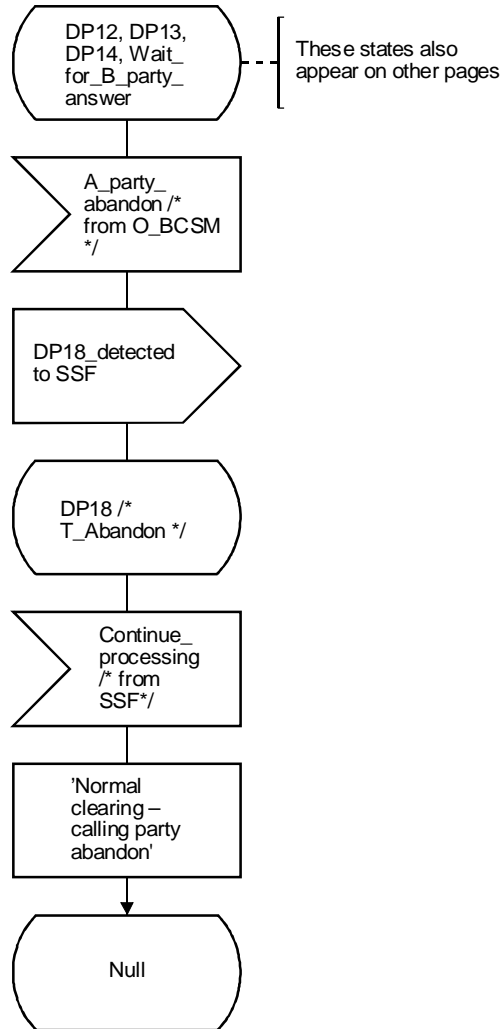 DP12, DP13,
DP14, Wait_
for_B_party_
answer
These states also
appear on other pages
A_party_
abandon /*
from O_BCSM
*/
DP18_detected
to SSF
DP18 /*
T_Abandon */
Continue_
processing
/* from
SSF*/
'Normal
clearing –
calling party
abandon'
Null